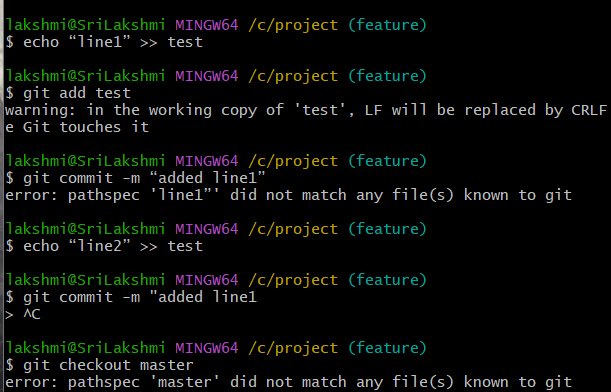 lakshmi@SriLakshmi MINGW64 /c/project (feature)
$ echo “line1” >> test
lakshmi@SriLakshmi MINGW64 /c/project (feature)
$ git add test
warning: in the working copy of 'test', LF will be replaced by CRLF
e Git touches it
lakshmi@SriLakshmi MINGW64 /c/project (feature)
$ git commit -m “added line1”
error: pathspec 'line1”' did not match any file(s) known to git
lakshmi@SriLakshmi MINGW64 /c/project (feature)
$ echo “line2” >> test
lakshmi@SriLakshmi MINGW64 /c/project (feature)
$ git commit -m "added line1
> ^C
lakshmi@SriLakshmi MINGW64 /c/project (feature)
$ git checkout master
error: pathspec 'master' did not match any file(s) known to git